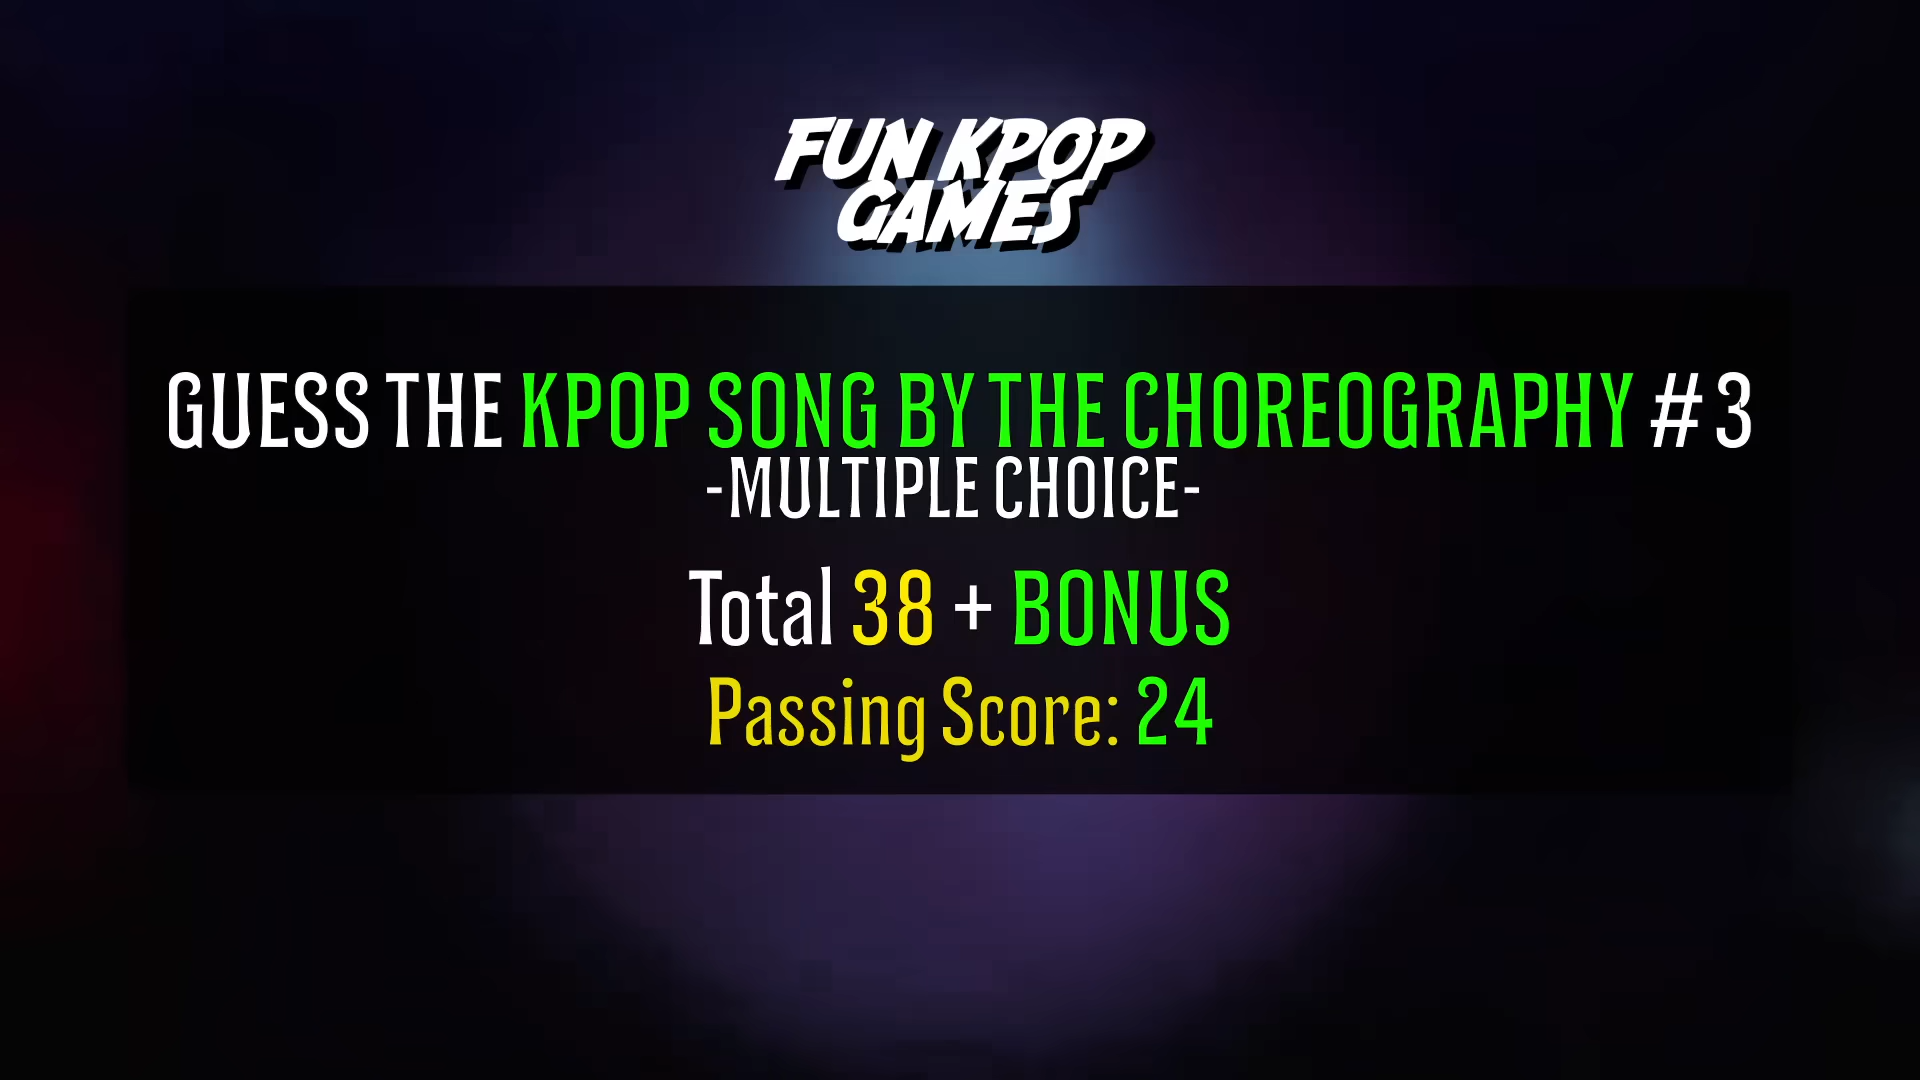 FUN KPOP
GAMES
GUESS THE KPOP SONG BY THE CHOREOGRAPHY #3
-MULTIPLE CHOICE-
Total 38 + BONUS
Passing Score: 24